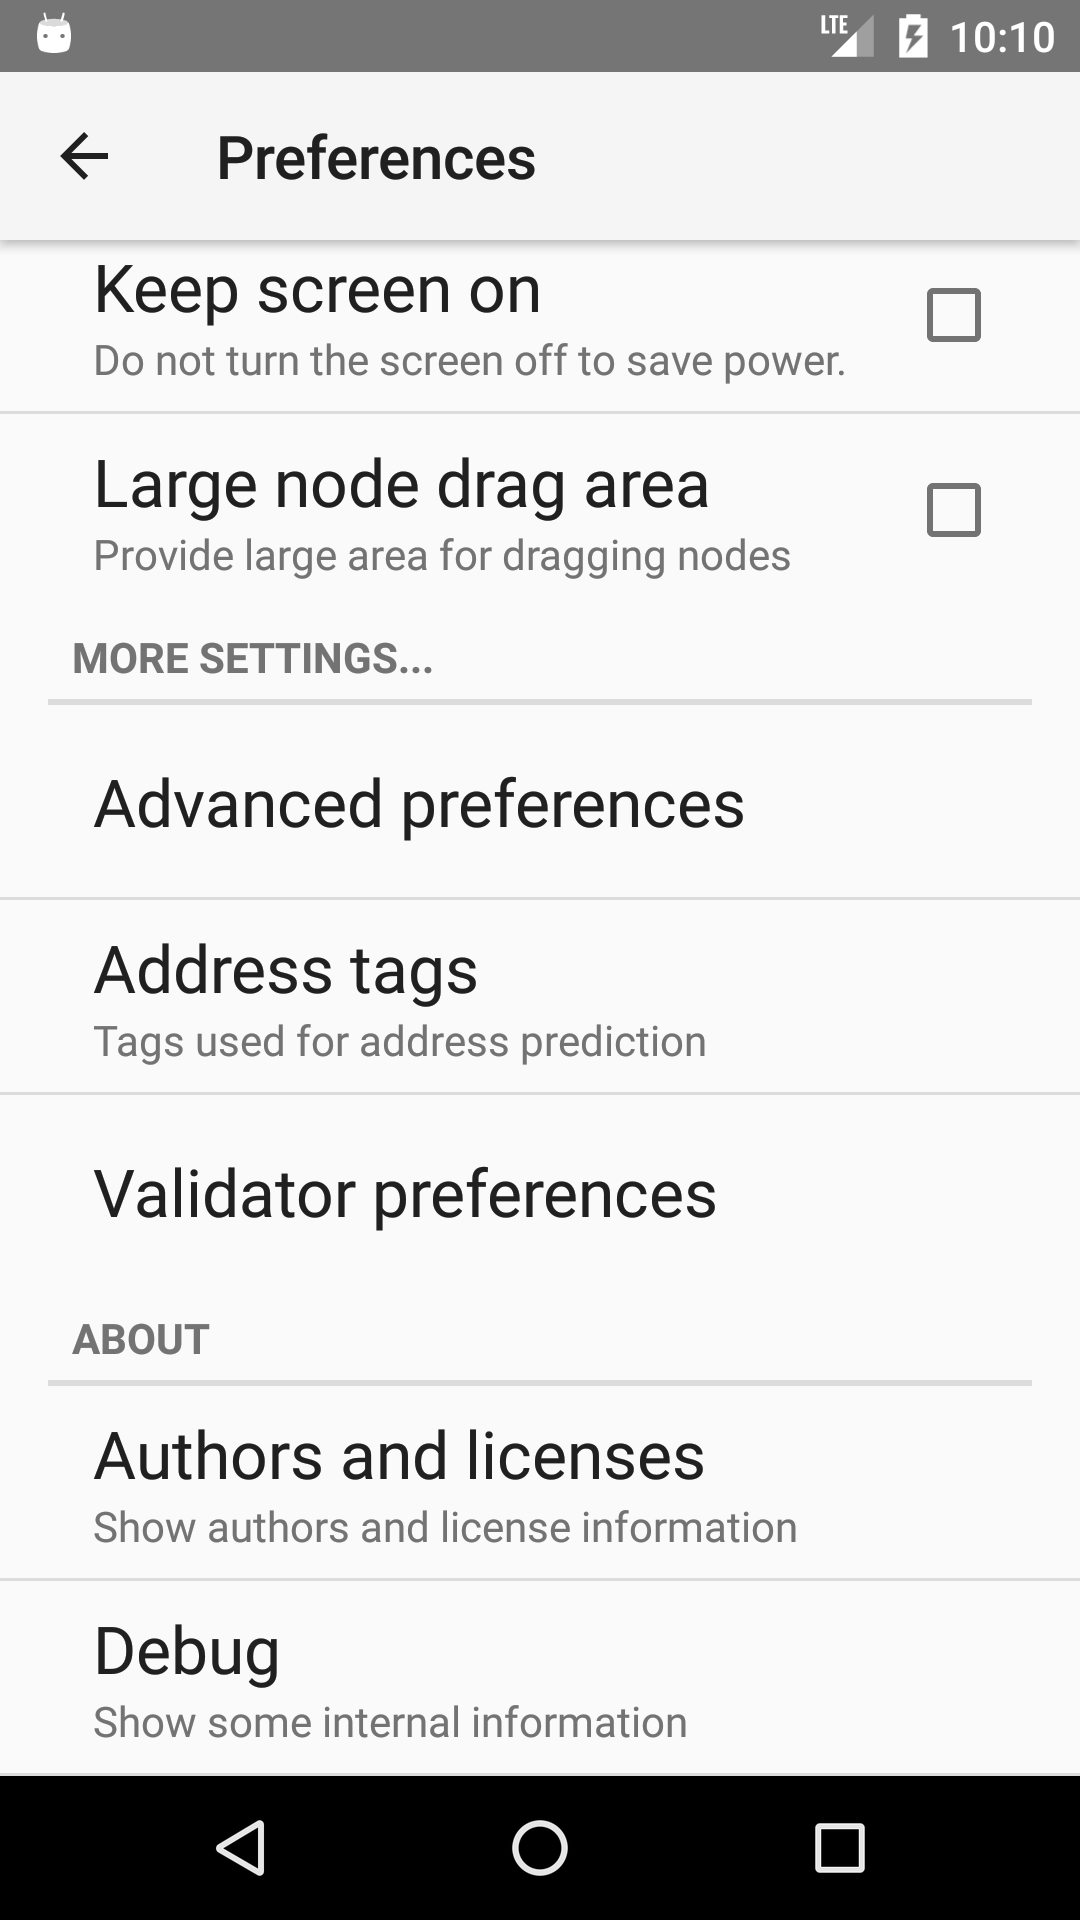 LTE 10:10
Preferences
Keep screen on
Do not turn the screen off to save power.
Large node drag area
Provide large area for dragging nodes
MORE SETTINGS...
Advanced preferences
Address tags
Tags used for address prediction
Validator preferences
ABOUT
Authors and licenses
Show authors and license information
Debug
Show some internal information